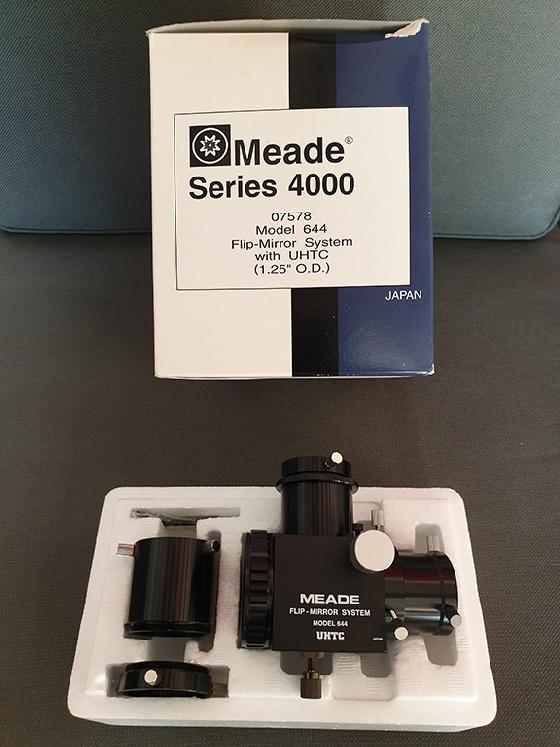 Meade®
Series 4000
07578
Model 644
Flip-Mirror System
with UHTC
(1.25" O.D.)
JAPAN
MEADE
FLIP-MIRROR SYSTEM
MODEL 644
UHTC
JAPAN